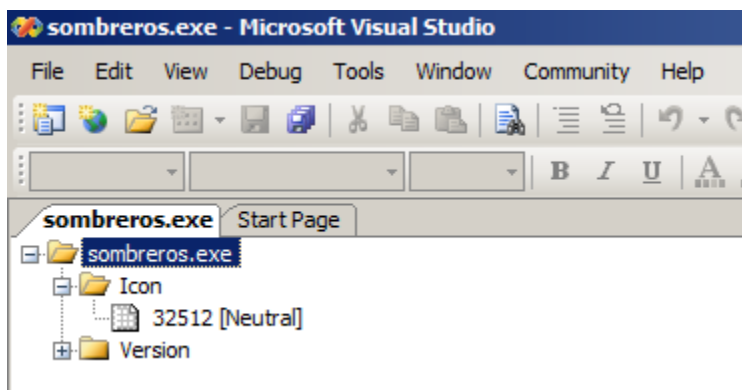 sombreros.exe - Microsoft Visual Studio
File Edit View Debug Tools Window Community Help
B I U A
sombreros.exe Start Page
sombreros.exe
Icon
32512 [Neutral]
Version